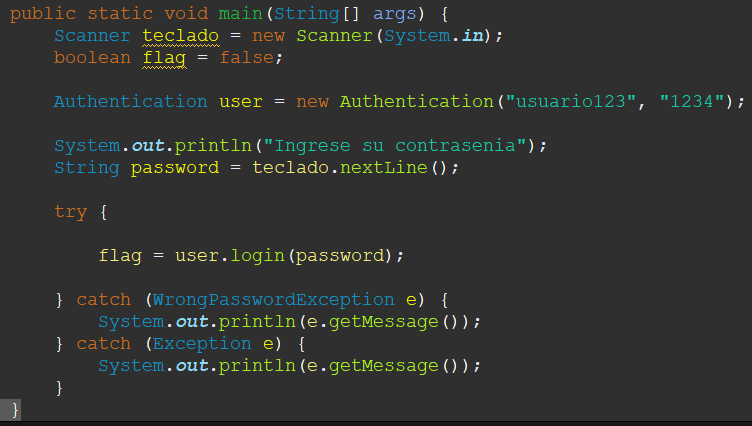 public static void main(String[] args) {
    Scanner teclado = new Scanner(System.in);
    boolean flag = false;
    Authentication user = new Authentication("usuario123", "1234");
    System.out.println("Ingrese su contrasenia");
    String password = teclado.nextLine();
    try {
        flag = user.login(password);
    } catch (WrongPasswordException e) {
        System.out.println(e.getMessage());
    } catch (Exception e) {
        System.out.println(e.getMessage());
    }
}